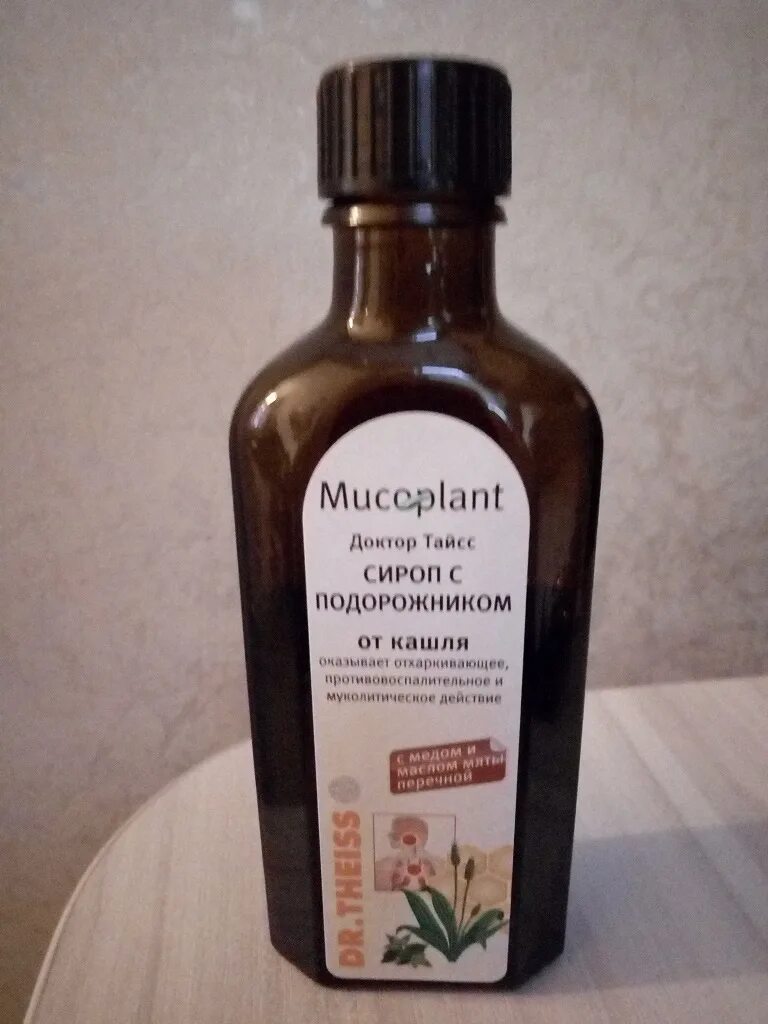 Mucoplant
Доктор Тайсс
СИРОП С
ПОДОРОЖНИКОМ
от кашля
оказывает отхаркивающее,
противовоспалительное и
муколитическое действие
с медом и
маслом мяты
перечной
DR.THEISS